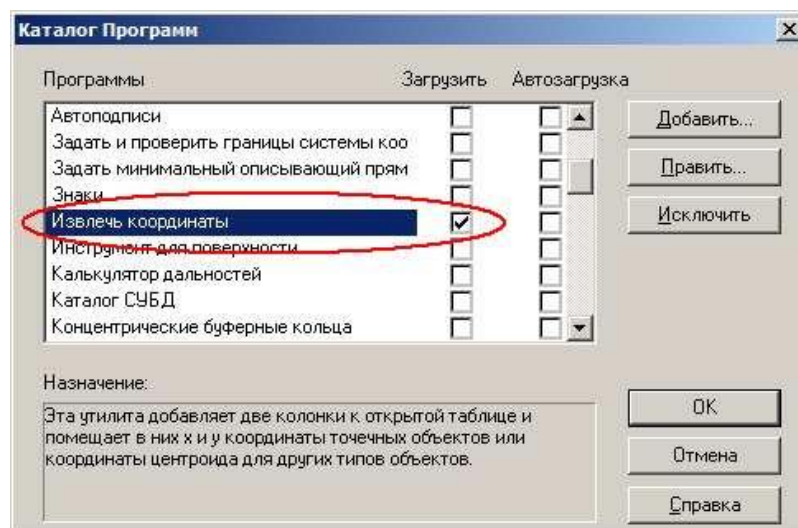 Каталог Программ
Программы Загрузить Автозагрузка
Автоподписи
Задать и проверить границы системы коо
Задать минимальный описывающий прям
Знаки
Извлечь координаты
Инструмент для поверхности
Калькулятор дальностей
Каталог СУБД
Концентрические буферные кольца
Добавить...
Править...
Исключить
Назначение:
Эта утилита добавляет две колонки к открытой таблице и
помещает в них x и y координаты точечных объектов или
координаты центроида для других типов объектов.
OK
Отмена
Справка